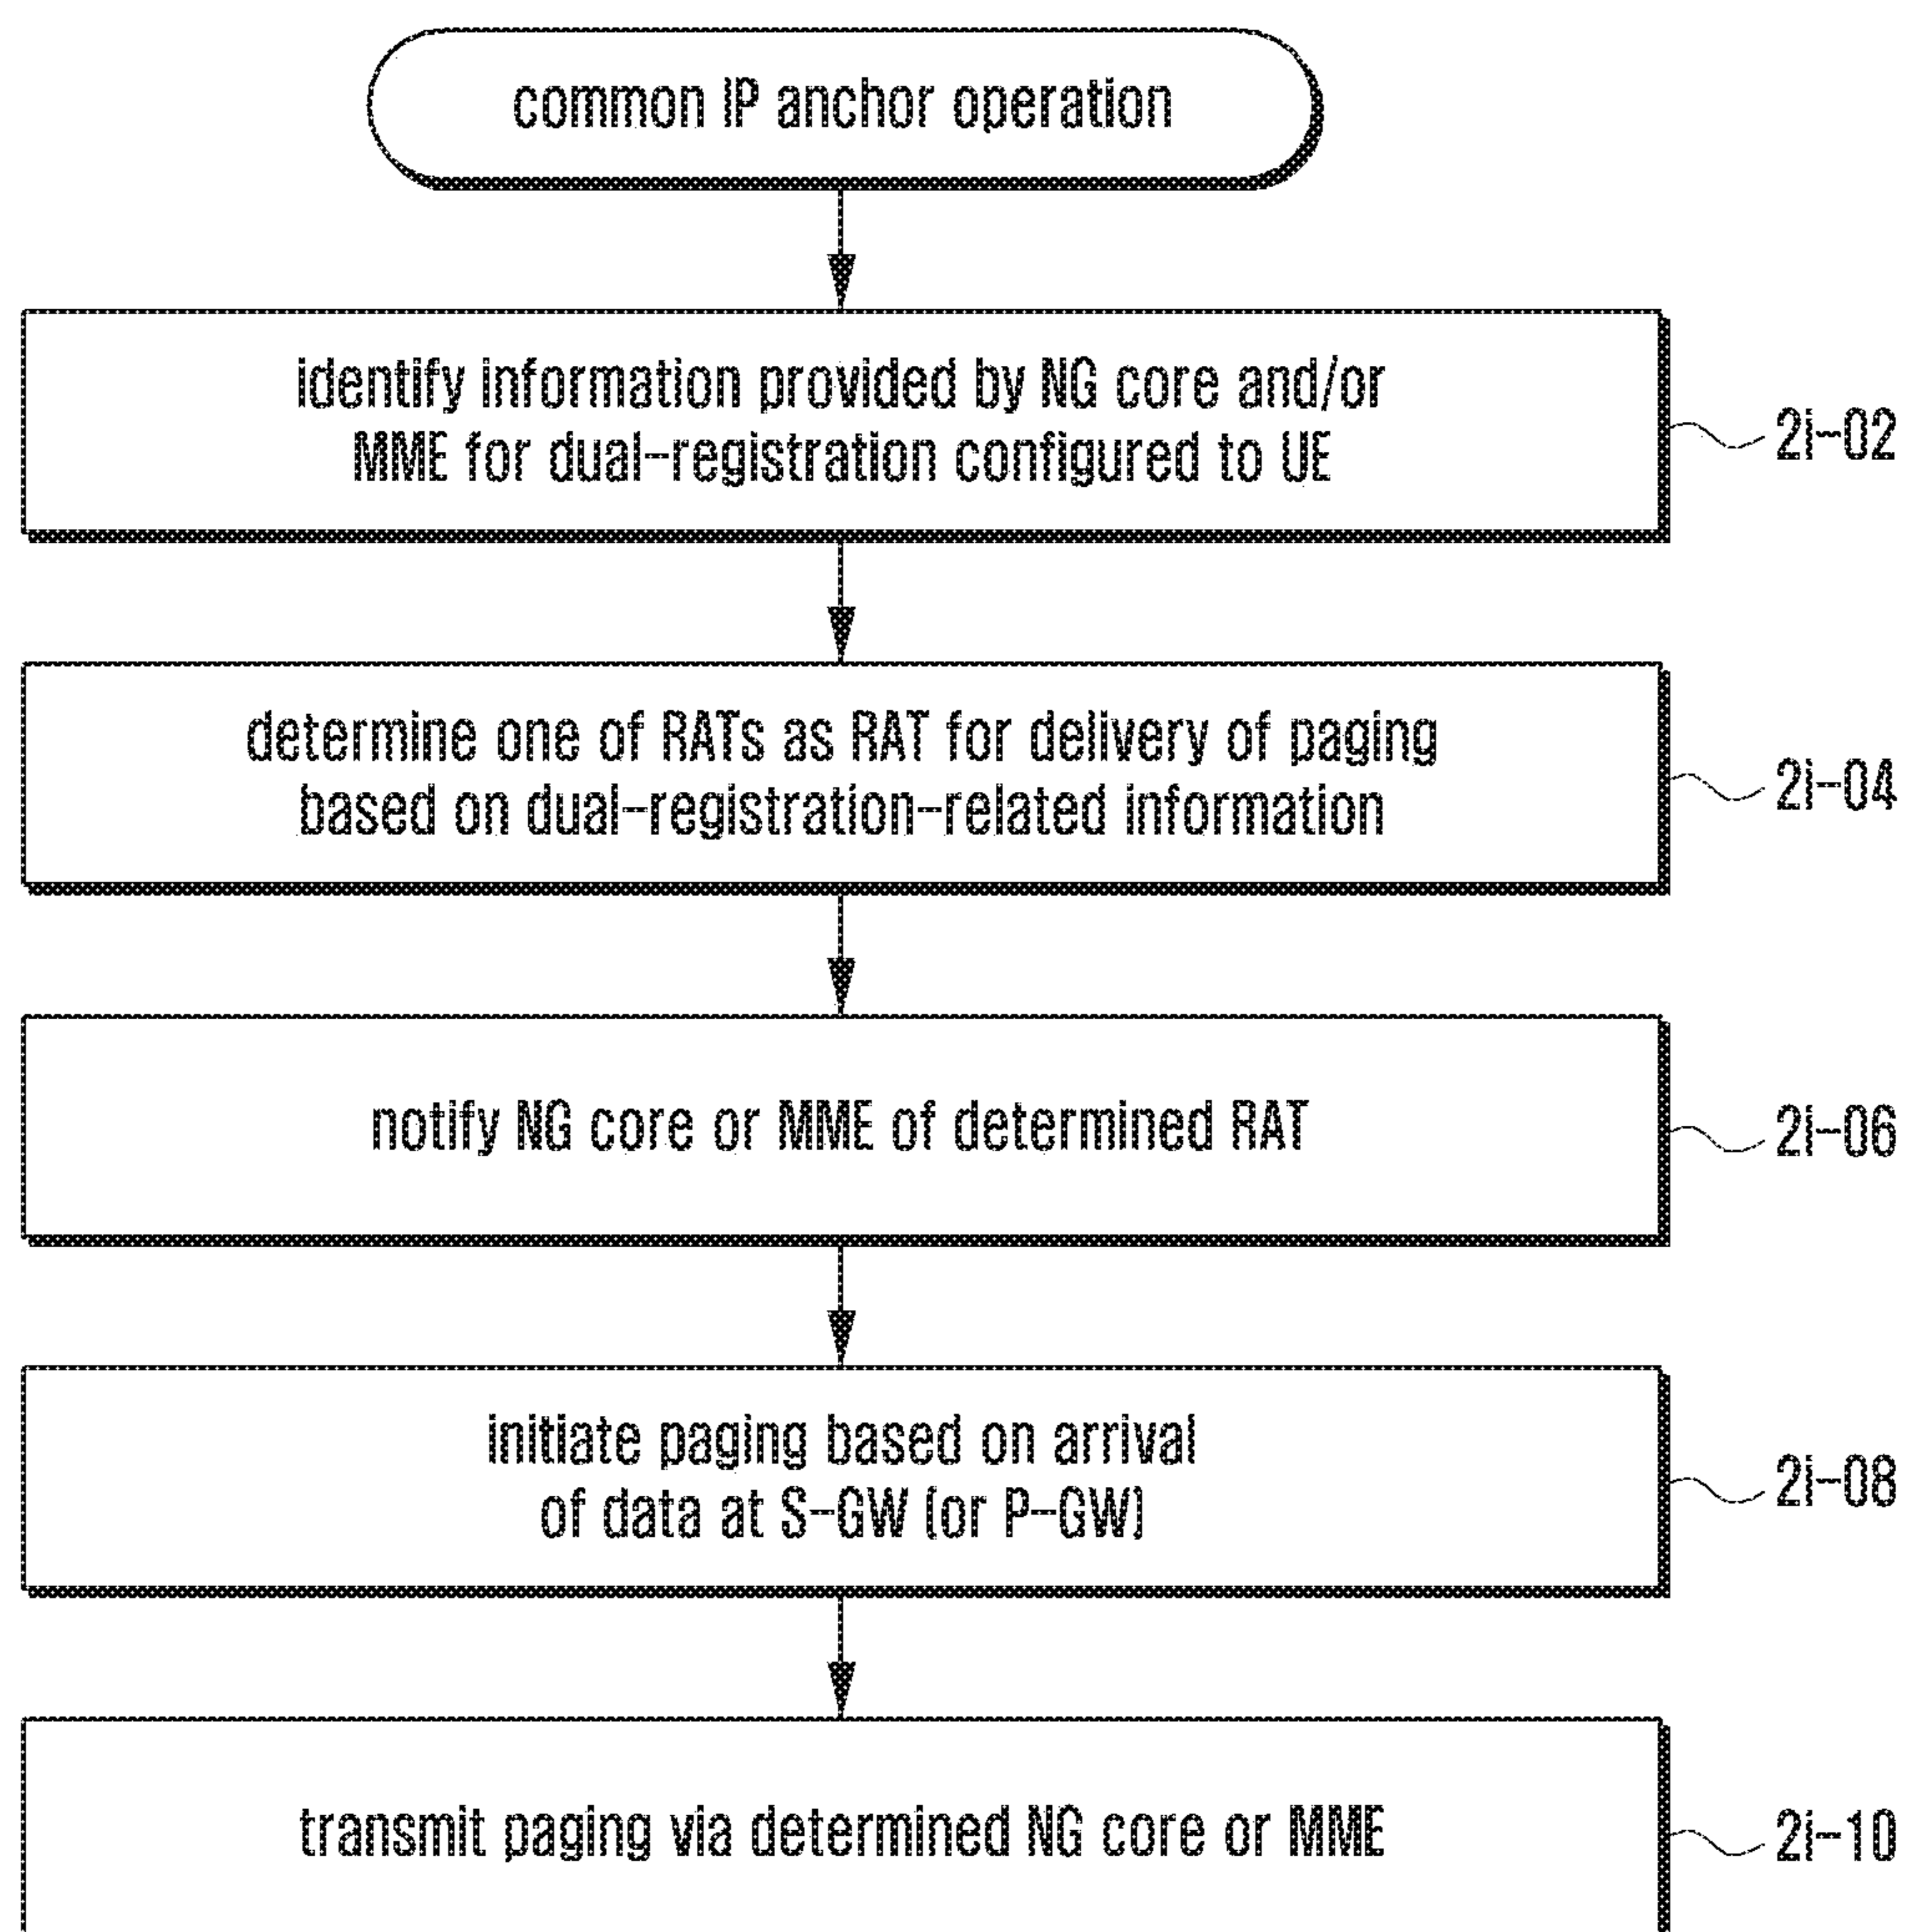 common IP anchor operation
identify information provided by NG core and/or
MME for dual-registration configured to UE
2i-02
determine one of RATs as RAT for delivery of paging
based on dual-registration-related information
2i-04
notify NG core or MME of determined RAT
2i-06
initiate paging based on arrival
of data at S-GW (or P-GW)
2i-08
transmit paging via determined NG core or MME
2i-10